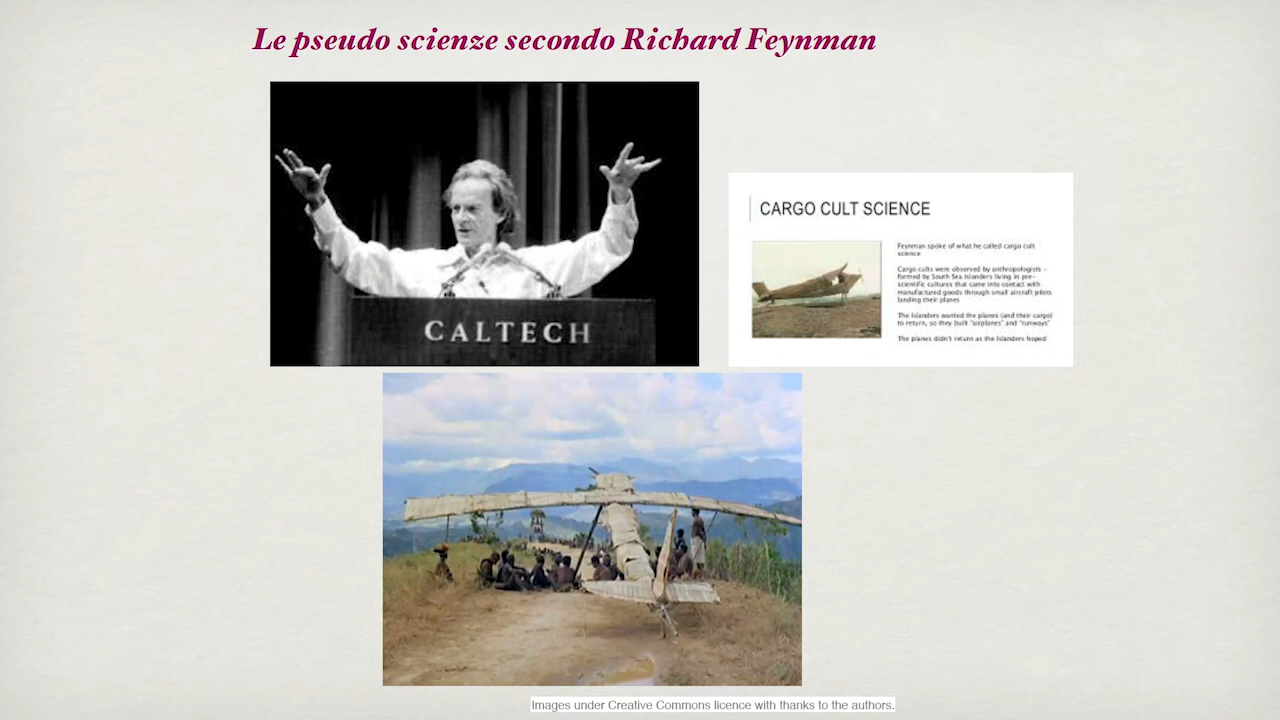 Le pseudo scienze secondo Richard Feynman
CALTECH
CARGO CULT SCIENCE
Feynman spoke of what he called cargo cult
science
Cargo cults were observed by anthropologists -
formed by South Sea Islanders living in pre-
scientific cultures that came into contact with
manufactured goods through small aircraft pilots
landing their planes
The Islanders wanted the planes (and their cargo)
to return, so they built "airplanes" and "runways"
The planes didn't return as the Islanders hoped
Images under Creative Commons licence with thanks to the authors.